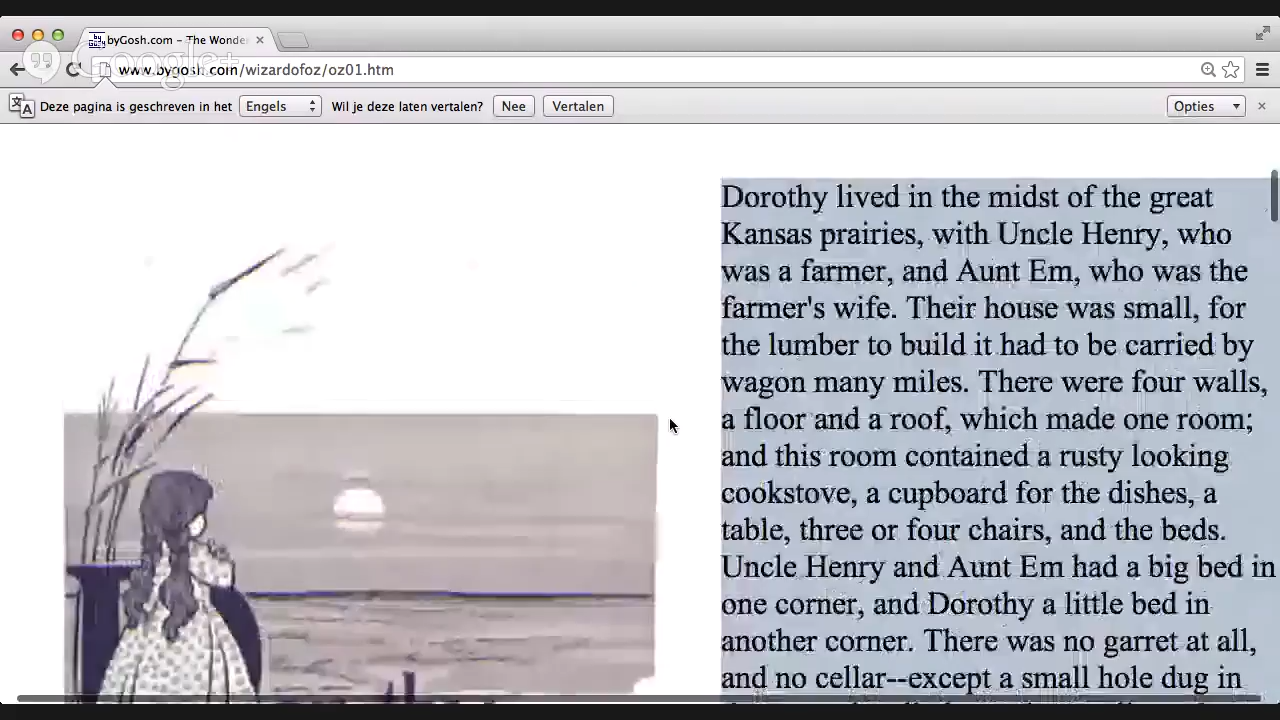 byGosh.com – The Wonde
Google+
www.bygosh.com/wizardofoz/oz01.htm
Deze pagina is geschreven in het Engels Wil je deze laten vertalen? Nee Vertalen Opties
Dorothy lived in the midst of the great
Kansas prairies, with Uncle Henry, who
was a farmer, and Aunt Em, who was the
farmer's wife. Their house was small, for
the lumber to build it had to be carried by
wagon many miles. There were four walls,
a floor and a roof, which made one room;
and this room contained a rusty looking
cookstove, a cupboard for the dishes, a
table, three or four chairs, and the beds.
Uncle Henry and Aunt Em had a big bed in
one corner, and Dorothy a little bed in
another corner. There was no garret at all,
and no cellar--except a small hole dug in